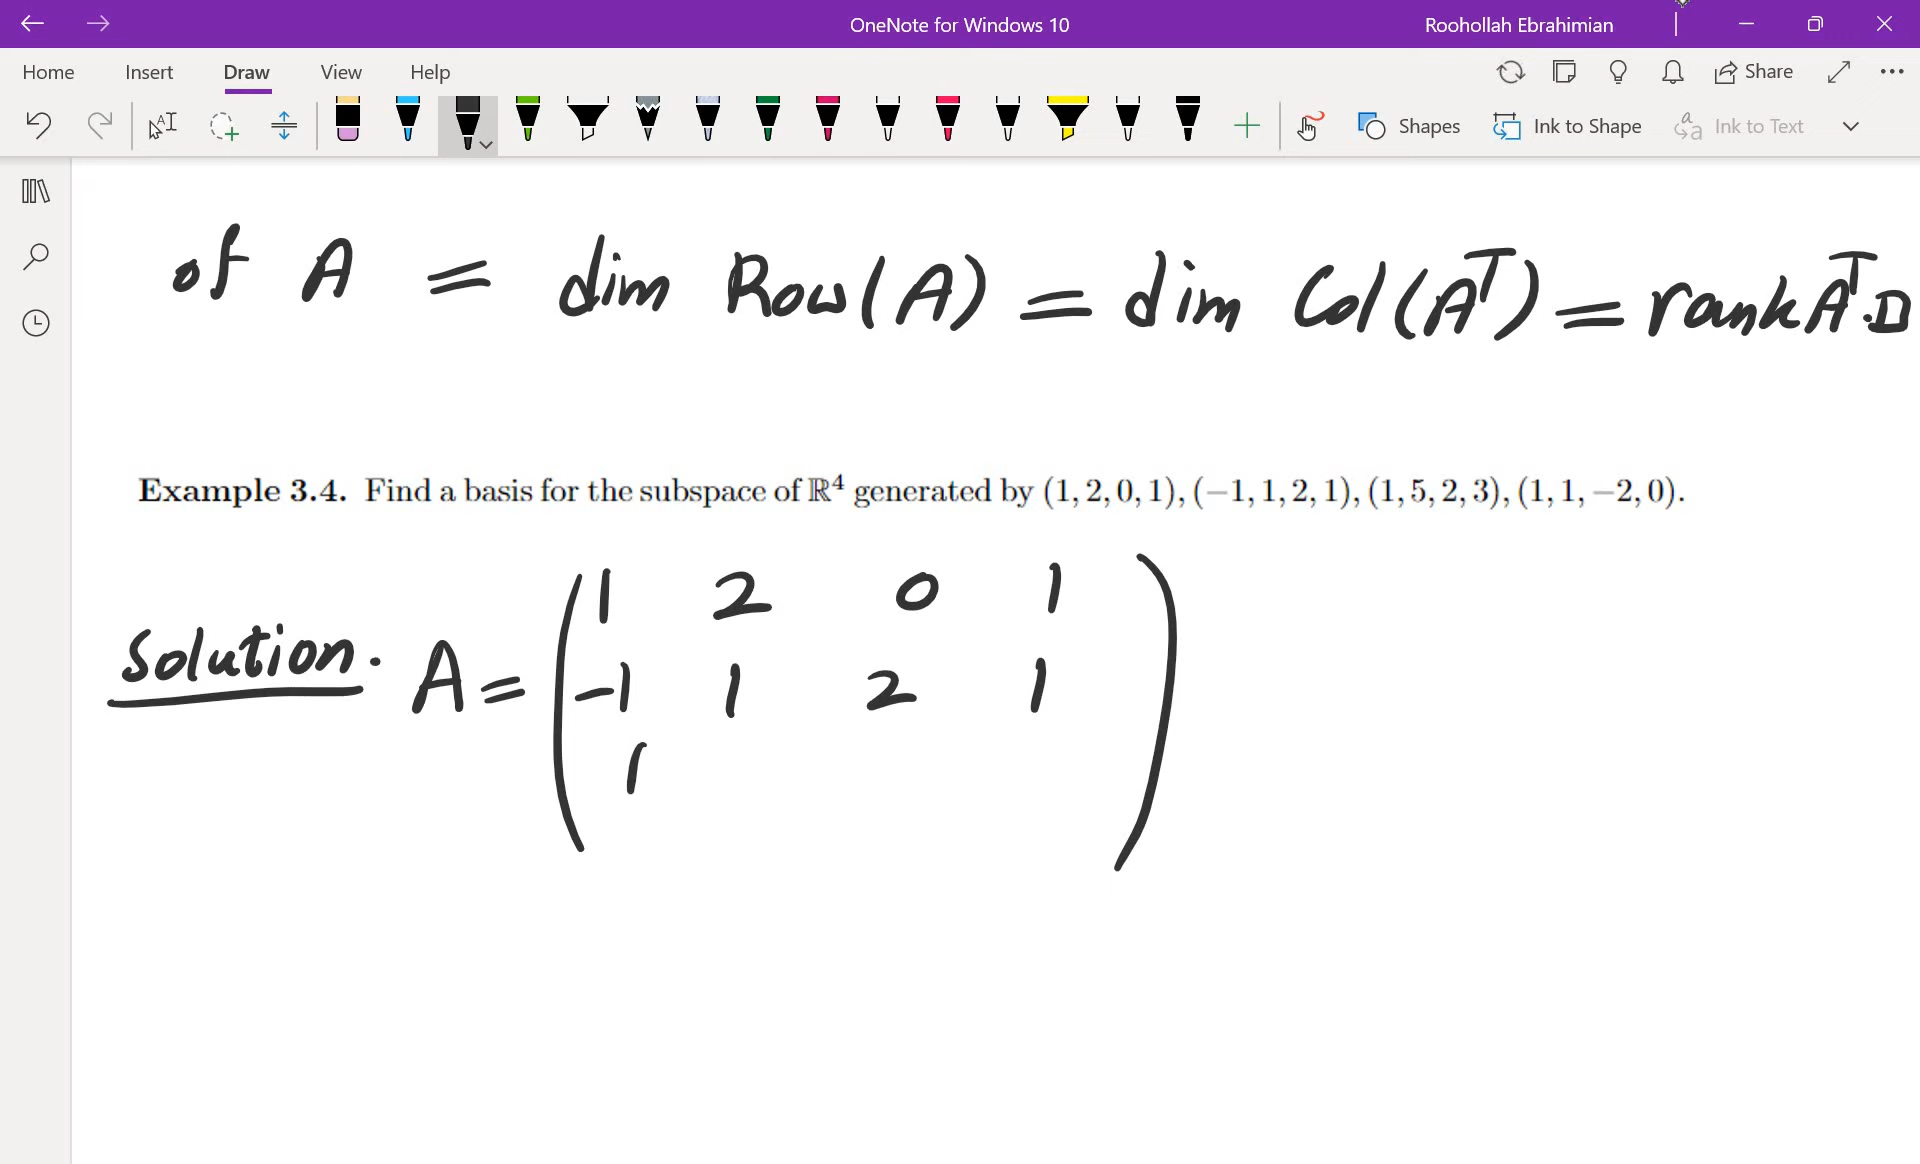 OneNote for Windows 10
Roohollah Ebrahimian
Home Insert Draw View Help
Share
Shapes Ink to Shape Ink to Text
of A = dim Row(A) = dim Col(Aᵀ) = rank Aᵀ.□
Example 3.4. Find a basis for the subspace of ℝ⁴ generated by (1, 2, 0, 1), (−1, 1, 2, 1), (1, 5, 2, 3), (1, 1, −2, 0).
1 2 0 1
Solution. A = -1 1 2 1
1